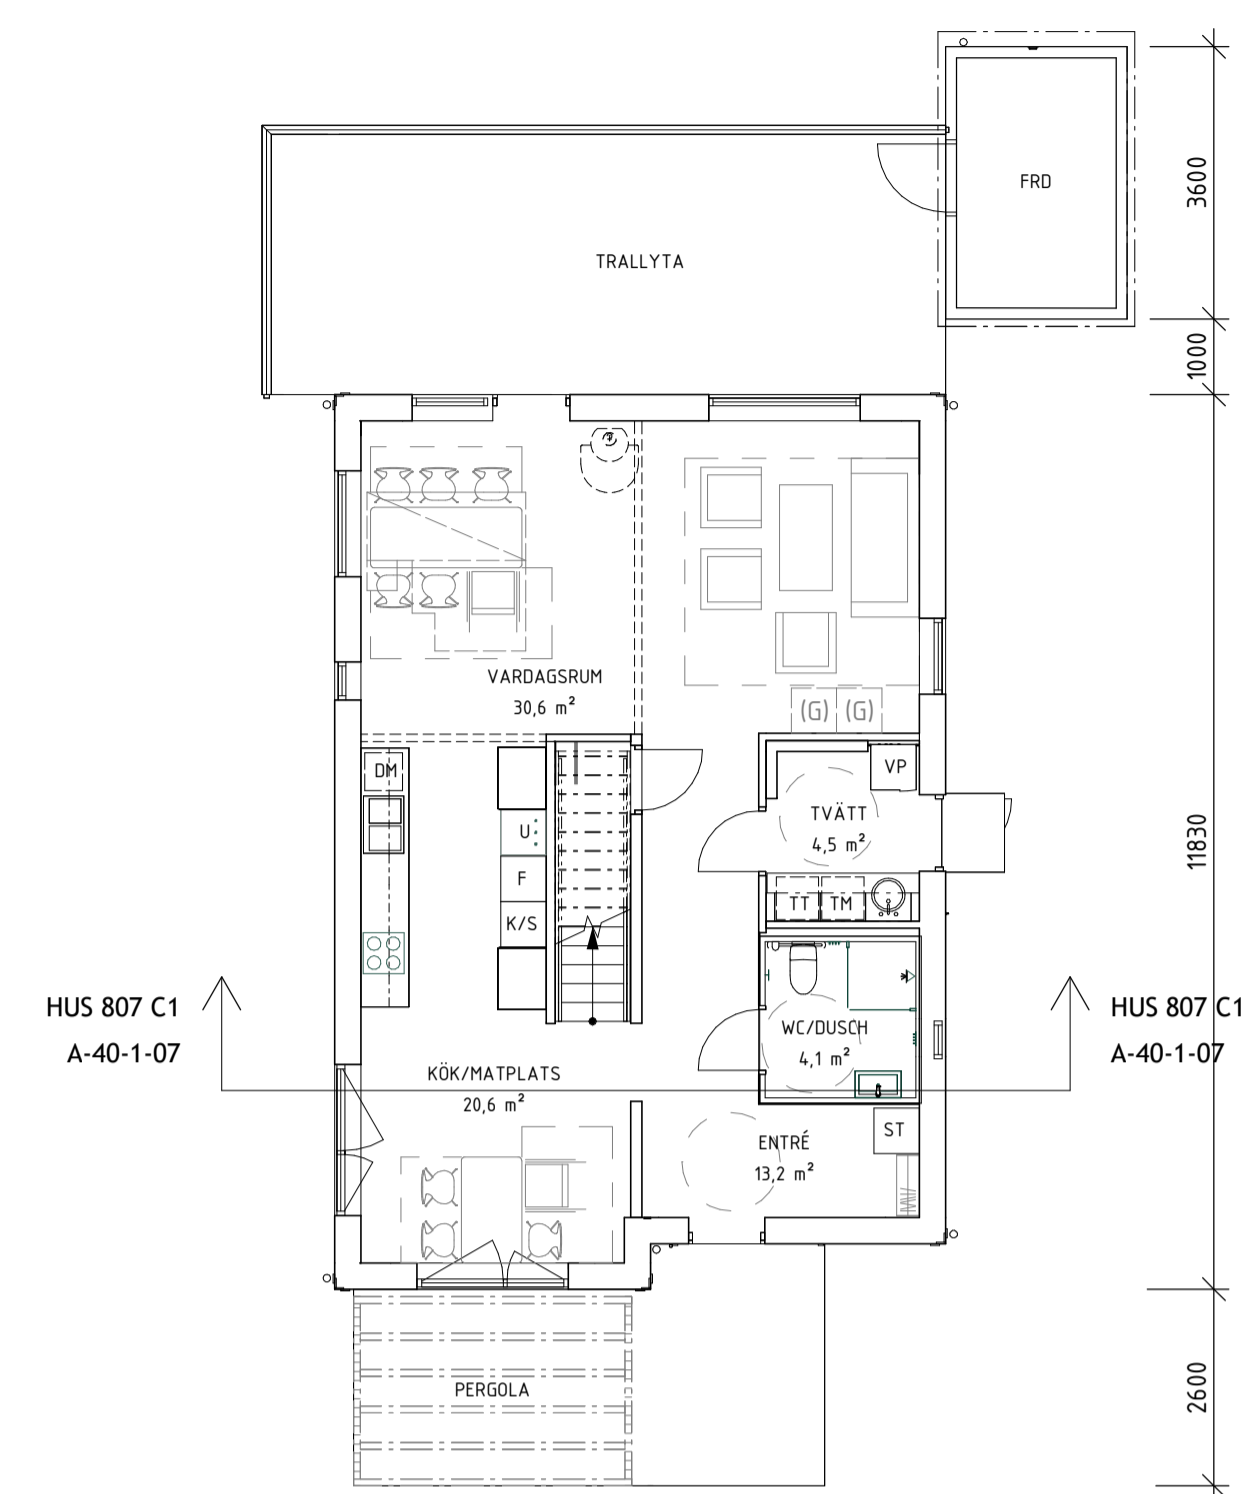 FRD
3600
TRALLYTA
1000
VARDAGSRUM
30,6 m²
(G) (G)
DM
VP
TVÄTT
4,5 m²
11830
U
F
K/S
TT TM
HUS 807 C1
A-40-1-07
HUS 807 C1
A-40-1-07
WC/DUSCH
4,1 m²
KÖK/MATPLATS
20,6 m²
ST
ENTRÉ
13,2 m²
PERGOLA
2600